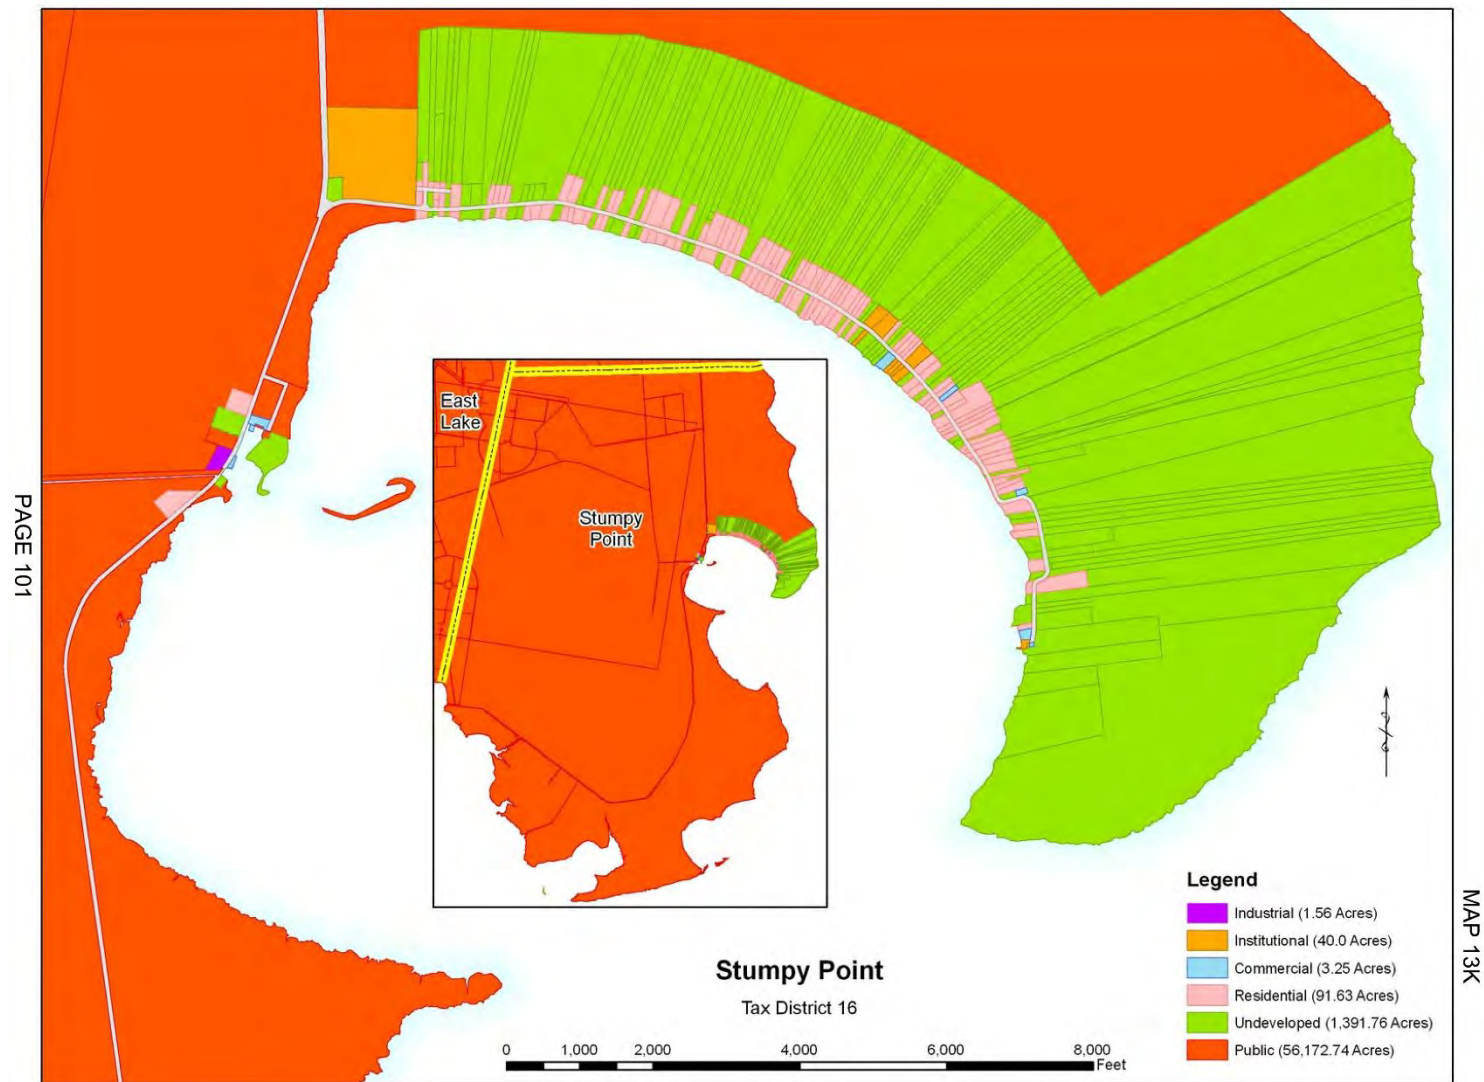 East
Lake
Stumpy
Point
PAGE 101
MAP 13K
Stumpy Point
Tax District 16
0 1,000 2,000 4,000 6,000 8,000
Feet
Legend
Industrial (1.56 Acres)
Institutional (40.0 Acres)
Commercial (3.25 Acres)
Residential (91.63 Acres)
Undeveloped (1,391.76 Acres)
Public (56,172.74 Acres)